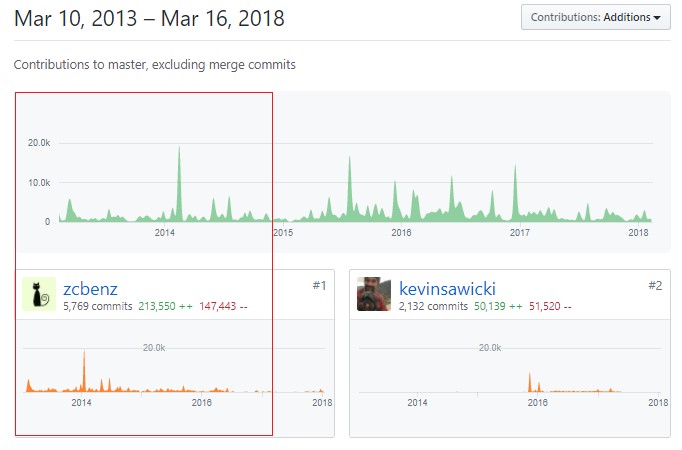 Mar 10, 2013 – Mar 16, 2018
Contributions: Additions
Contributions to master, excluding merge commits
20.0k
10.0k
0
2014 2015 2016 2017 2018
zcbenz #1
5,769 commits 213,550 ++ 147,443 --
20.0k
2014 2016 2018
kevinsawicki #2
2,132 commits 50,139 ++ 51,520 --
20.0k
2014 2016 2018